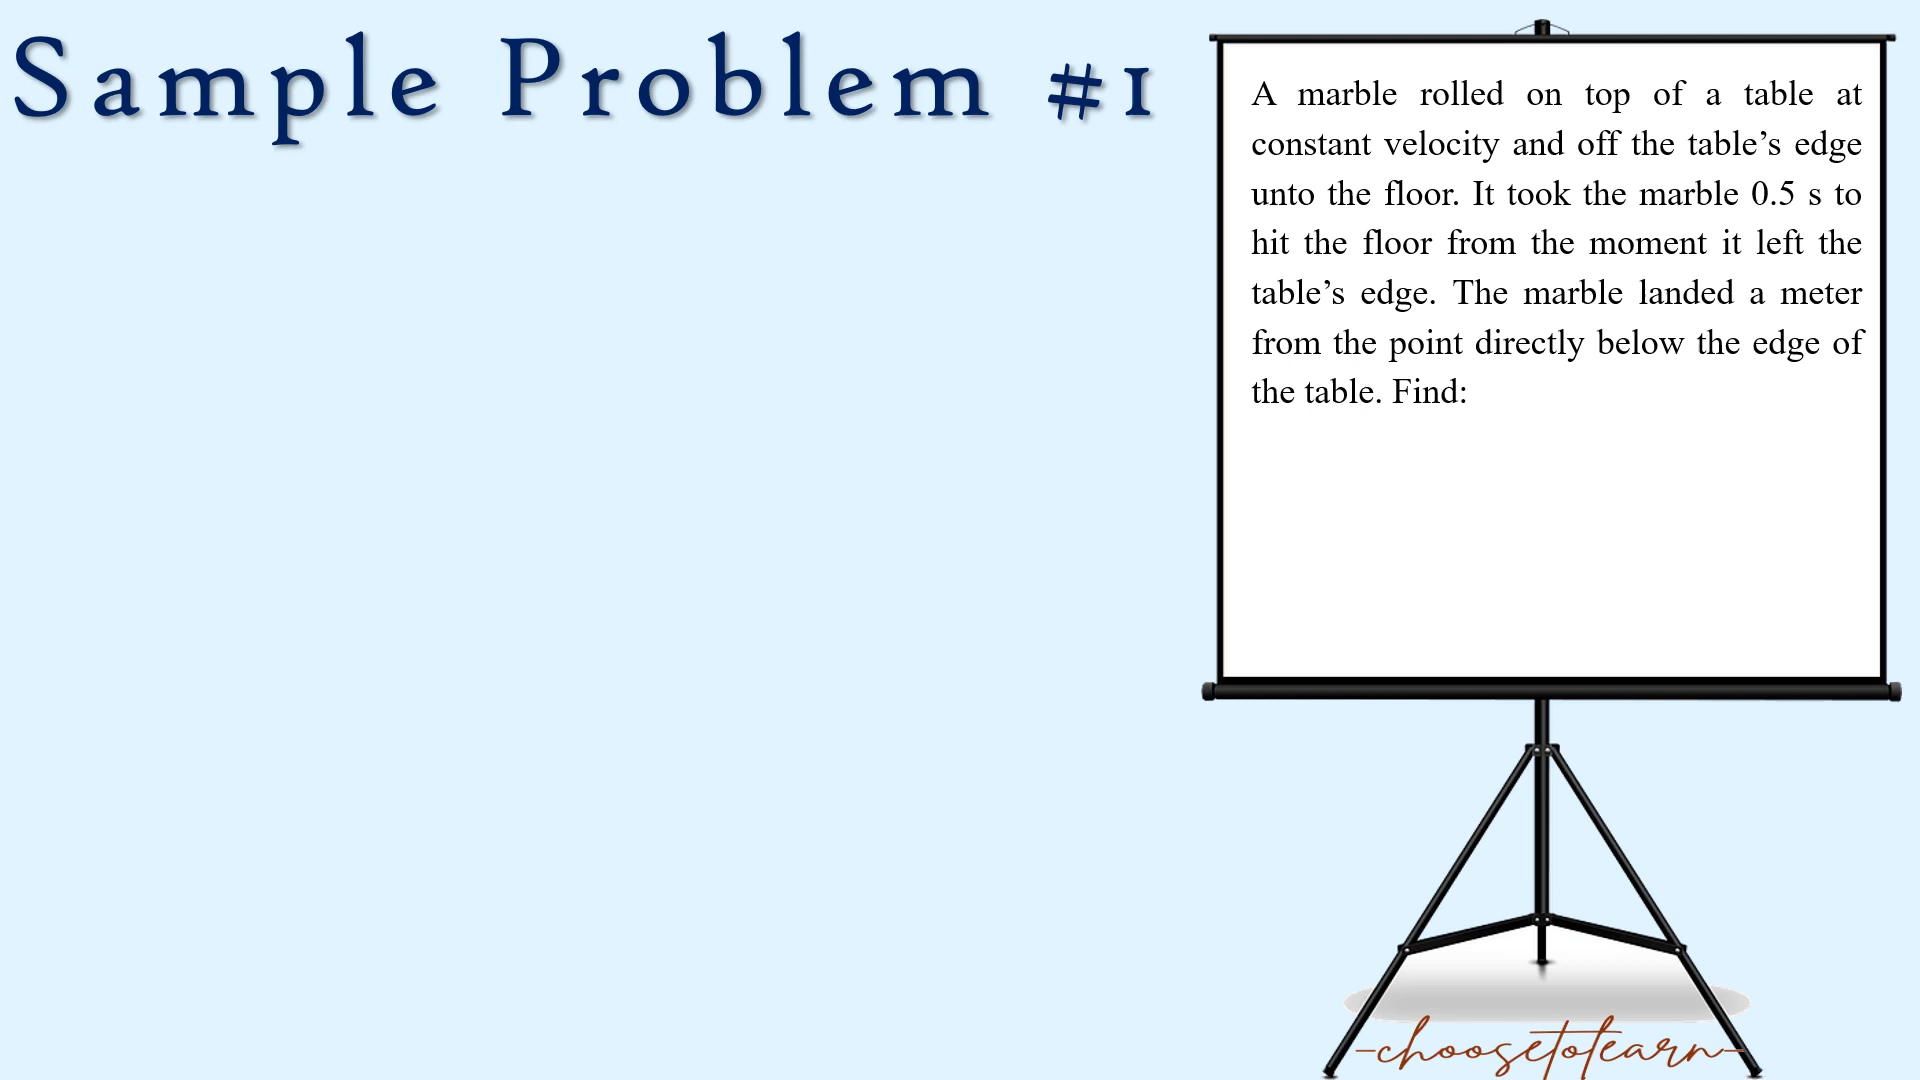 Sample Problem #1
A marble rolled on top of a table at
constant velocity and off the table’s edge
unto the floor. It took the marble 0.5 s to
hit the floor from the moment it left the
table’s edge. The marble landed a meter
from the point directly below the edge of
the table. Find:
-choosetolearn-